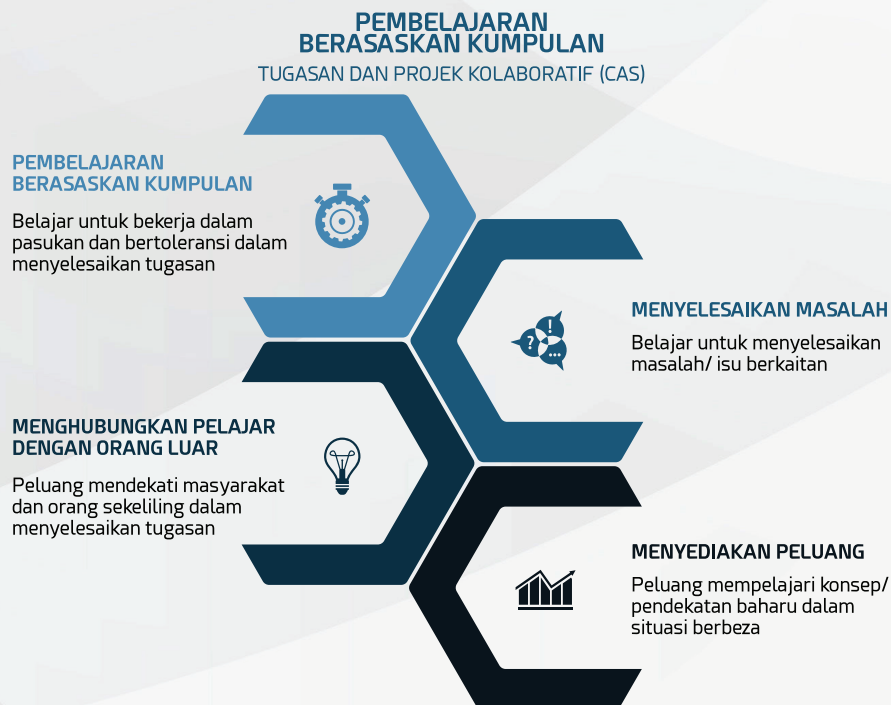 PEMBELAJARAN
BERASASKAN KUMPULAN
TUGASAN DAN PROJEK KOLABORATIF (CAS)
PEMBELAJARAN
BERASASKAN KUMPULAN
Belajar untuk bekerja dalam
pasukan dan bertoleransi dalam
menyelesaikan tugasan
MENYELESAIKAN MASALAH
Belajar untuk menyelesaikan
masalah/ isu berkaitan
MENGHUBUNGKAN PELAJAR
DENGAN ORANG LUAR
Peluang mendekati masyarakat
dan orang sekeliling dalam
menyelesaikan tugasan
MENYEDIAKAN PELUANG
Peluang mempelajari konsep/
pendekatan baharu dalam
situasi berbeza